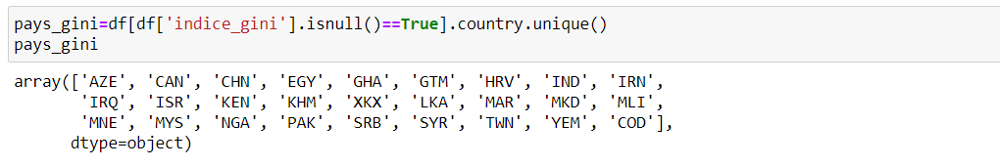 pays_gini=df[df['indice_gini'].isnull()==True].country.unique()
pays_gini
array(['AZE', 'CAN', 'CHN', 'EGY', 'GHA', 'GTM', 'HRV', 'IND', 'IRN',
'IRQ', 'ISR', 'KEN', 'KHM', 'XKX', 'LKA', 'MAR', 'MKD', 'MLI',
'MNE', 'MYS', 'NGA', 'PAK', 'SRB', 'SYR', 'TWN', 'YEM', 'COD'],
dtype=object)